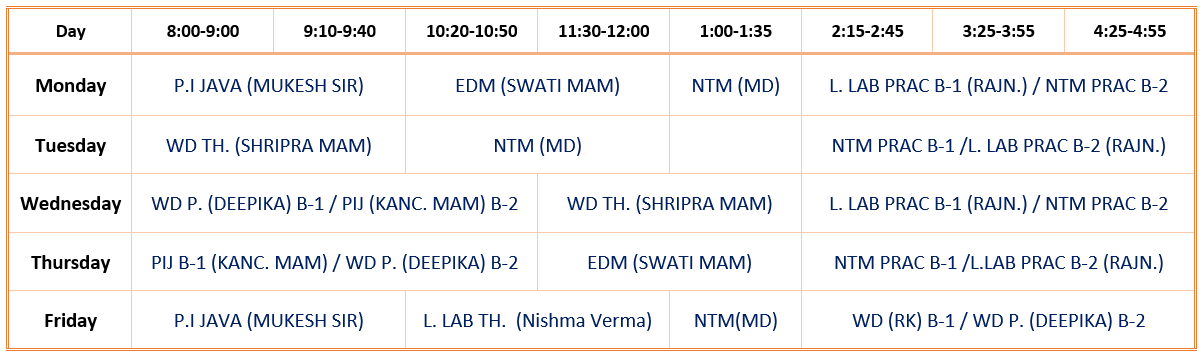 Day 8:00-9:00 9:10-9:40 10:20-10:50 11:30-12:00 1:00-1:35 2:15-2:45 3:25-3:55 4:25-4:55
Monday P.I JAVA (MUKESH SIR) EDM (SWATI MAM) NTM (MD) L. LAB PRAC B-1 (RAJN.) / NTM PRAC B-2
Tuesday WD TH. (SHRIPRA MAM) NTM (MD) NTM PRAC B-1 /L. LAB PRAC B-2 (RAJN.)
Wednesday WD P. (DEEPIKA) B-1 / PIJ (KANC. MAM) B-2 WD TH. (SHRIPRA MAM) L. LAB PRAC B-1 (RAJN.) / NTM PRAC B-2
Thursday PIJ B-1 (KANC. MAM) / WD P. (DEEPIKA) B-2 EDM (SWATI MAM) NTM PRAC B-1 /L.LAB PRAC B-2 (RAJN.)
Friday P.I JAVA (MUKESH SIR) L. LAB TH.  (Nishma Verma) NTM(MD) WD (RK) B-1 / WD P. (DEEPIKA) B-2